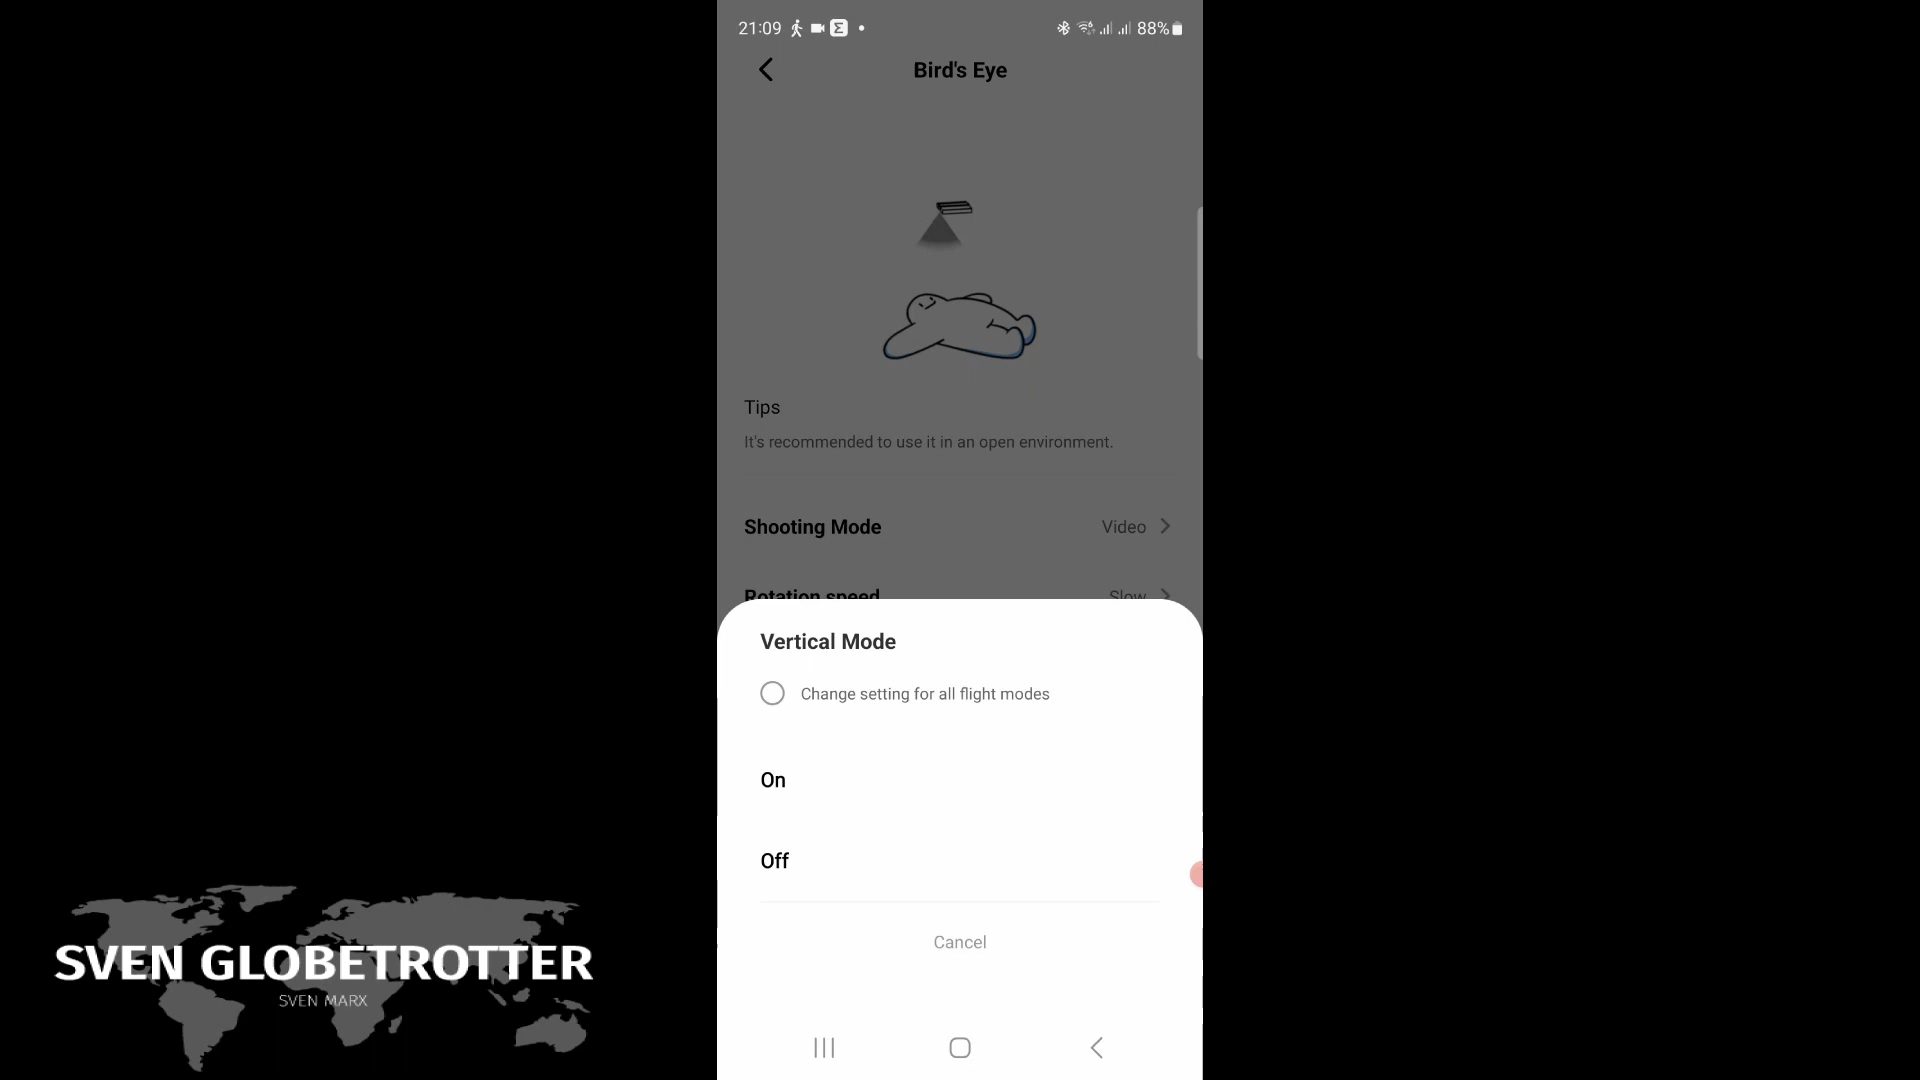 21:09
88%
Bird's Eye
Tips
It's recommended to use it in an open environment.
Shooting Mode Video
Rotation speed Slow
Vertical Mode
Change setting for all flight modes
On
Off
Cancel
SVEN GLOBETROTTER
SVEN MARX